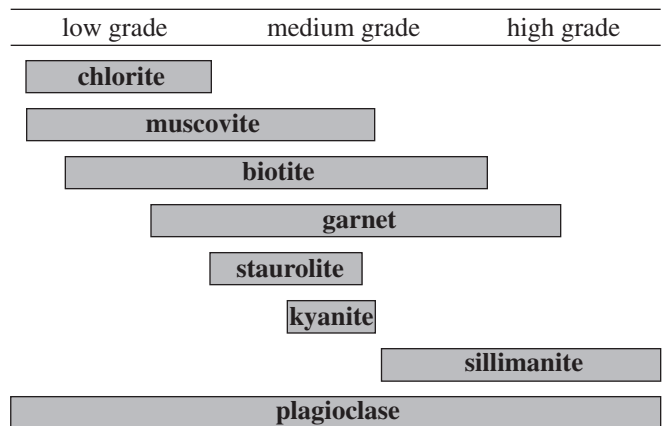 low grade medium grade high grade
chlorite
muscovite
biotite
garnet
staurolite
kyanite
sillimanite
plagioclase